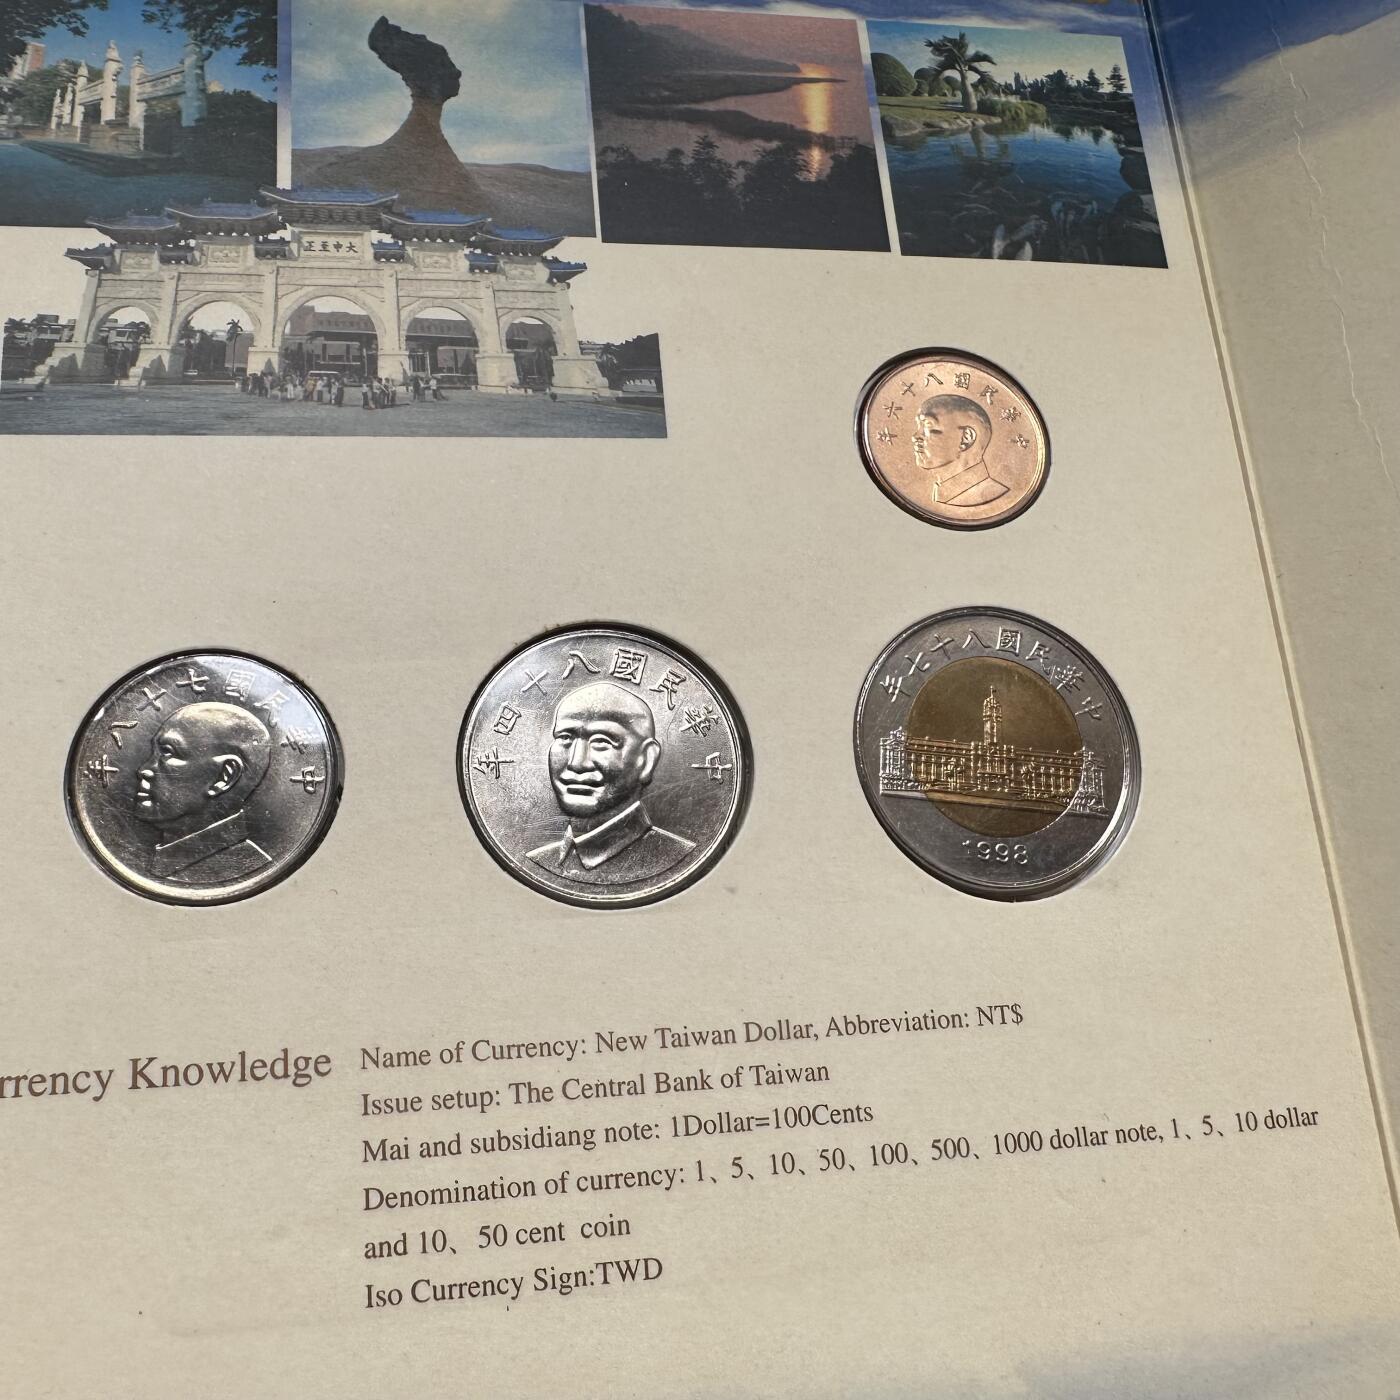 大中至正
中華民國八十六年
中華民國七十八年
中華民國八十四年
中華民國八十七年
1998
rrency Knowledge
Name of Currency: New Taiwan Dollar, Abbreviation: NT$
Issue setup: The Central Bank of Taiwan
Mai and subsidiang note: 1Dollar=100Cents
Denomination of currency: 1、5、10、50、100、500、1000 dollar note, 1、5、10 dollar
and 10、50 cent coin
Iso Currency Sign:TWD